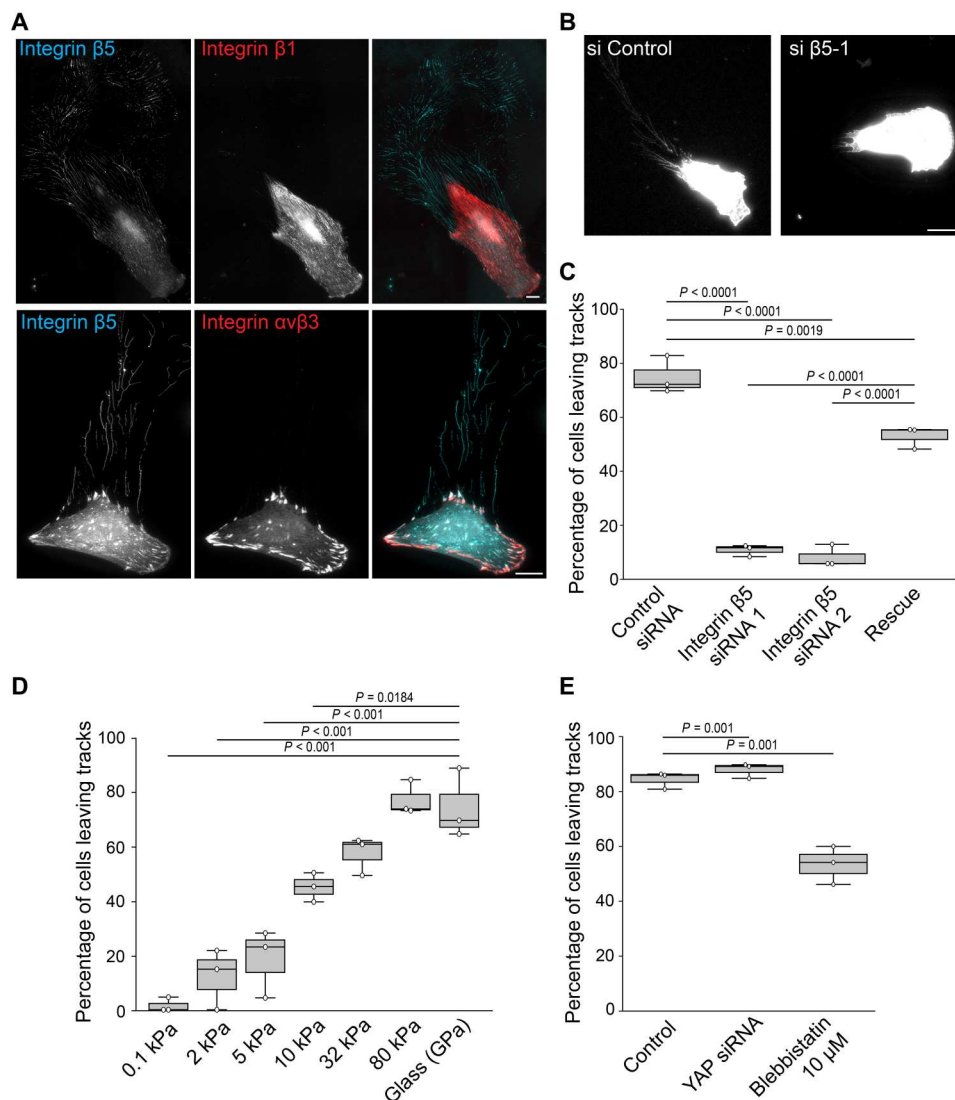 A
Integrin β5
Integrin β1
Integrin β5
Integrin αvβ3
B
si Control
si β5-1
C
Percentage of cells leaving tracks
100
80
60
40
20
0
P < 0.0001
P < 0.0001
P = 0.0019
P < 0.0001
P < 0.0001
Control
siRNA
Integrin β5
siRNA 1
Integrin β5
siRNA 2
Rescue
D
Percentage of cells leaving tracks
100
80
60
40
20
0
P = 0.0184
P < 0.001
P < 0.001
P < 0.001
0.1 kPa
2 kPa
5 kPa
10 kPa
32 kPa
80 kPa
Glass (GPa)
E
Percentage of cells leaving tracks
100
80
60
40
20
0
P = 0.001
P = 0.001
Control
YAP siRNA
Blebbistatin
10 μM